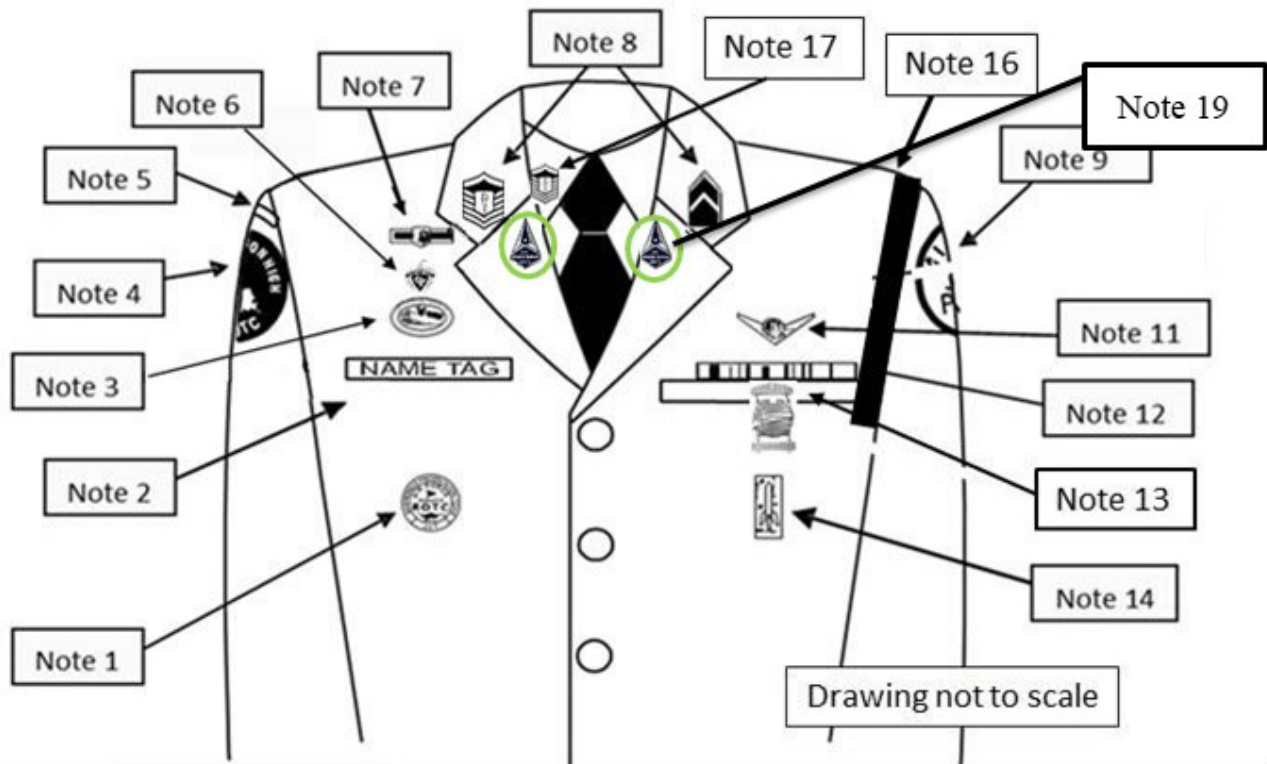 Note 8
Note 17
Note 16
Note 7
Note 6
Note 19
Note 9
Note 5
Note 4
ROTC
NAME TAG
Note 11
Note 3
Note 12
Note 2
Note 13
Note 14
Note 1
Drawing not to scale